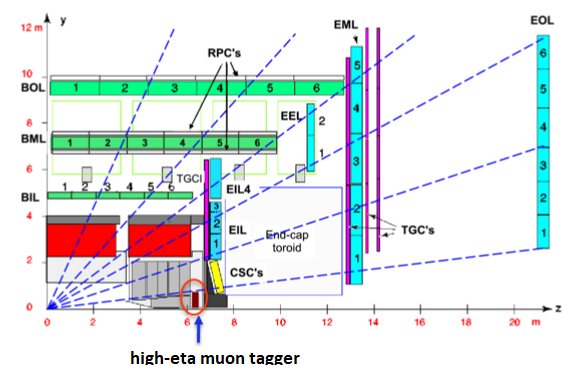 12 m
y
EML
EOL
RPC's
10
BOL
1 2 3 4 5 6
5
6
8
EEL
2
5
4
BML
1 2 3 4 5 6
1
4
6
TGCI
3
3
1 2 3 4 5 6
EIL4
BIL
4
3
2
2
EIL
2
End-cap
toroid
TGC's
1
1
2
CSC's
1
0
z
0 2 4 6 8 10 12 14 16 18 20 m
high-eta muon tagger